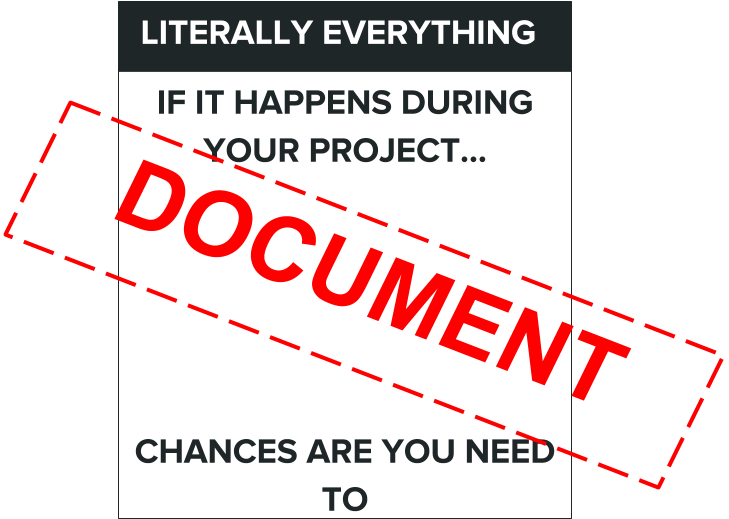 LITERALLY EVERYTHING
IF IT HAPPENS DURING
YOUR PROJECT...
DOCUMENT
CHANCES ARE YOU NEED
TO